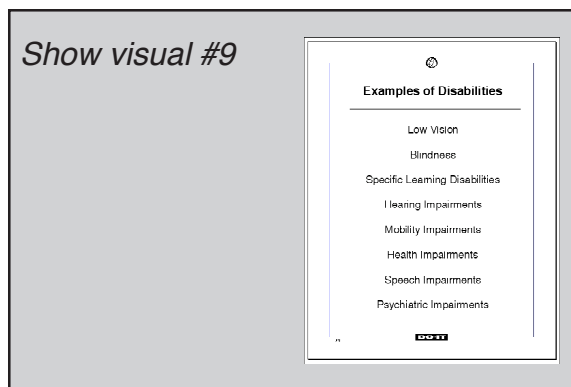 Show visual #9
Examples of Disabilities
Low Vision
Blindness
Specific Learning Disabilities
Hearing Impairments
Mobility Impairments
Health Impairments
Speech Impairments
Psychiatric Impairments
DO-IT